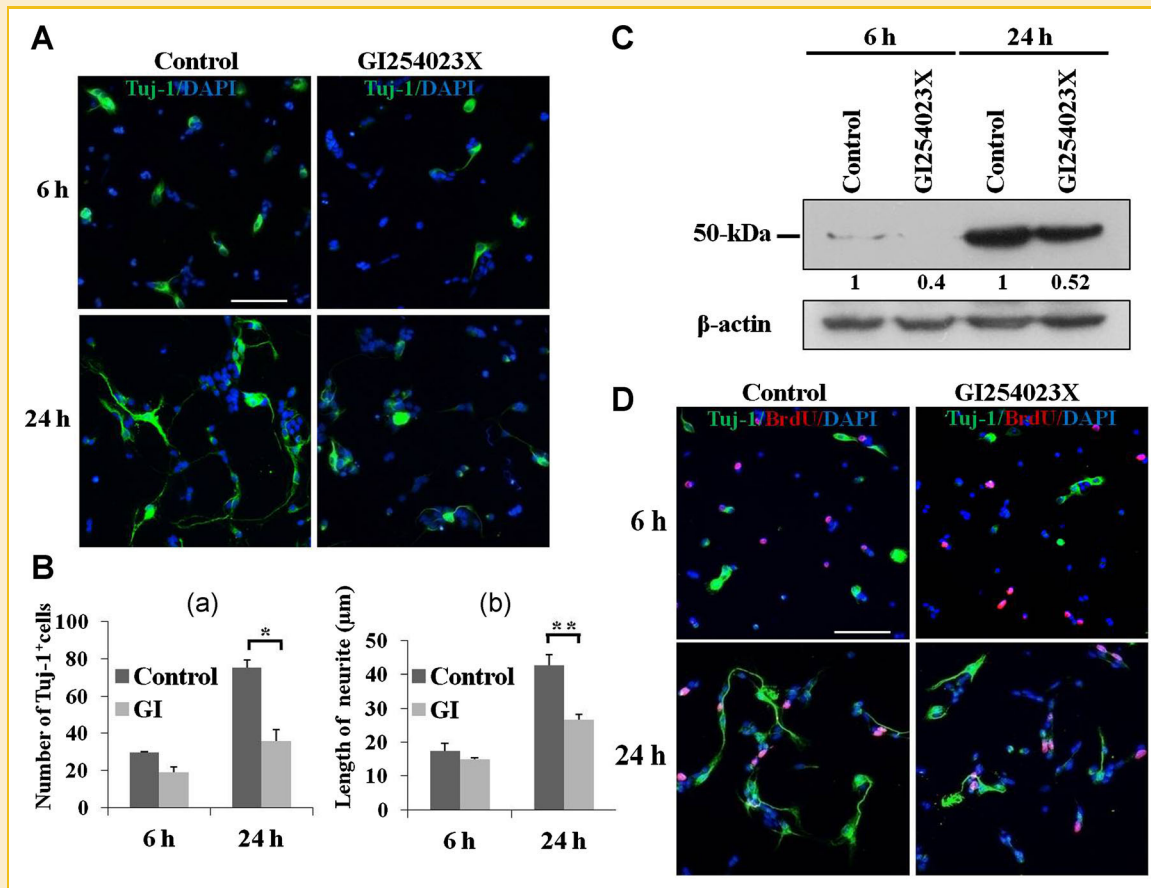 A
Control GI254023X
Tuj-1/DAPI Tuj-1/DAPI
6 h
24 h
B
(a)
Number of Tuj-1+cells
100
80
60
40
20
0
*
Control
GI
6 h 24 h
(b)
Length of neurite (μm)
50
40
30
20
10
0
**
Control
GI
6 h 24 h
C
6 h 24 h
Control GI254023X Control GI254023X
50-kDa
1 0.4 1 0.52
β-actin
D
Control GI254023X
Tuj-1/BrdU/DAPI Tuj-1/BrdU/DAPI
6 h
24 h